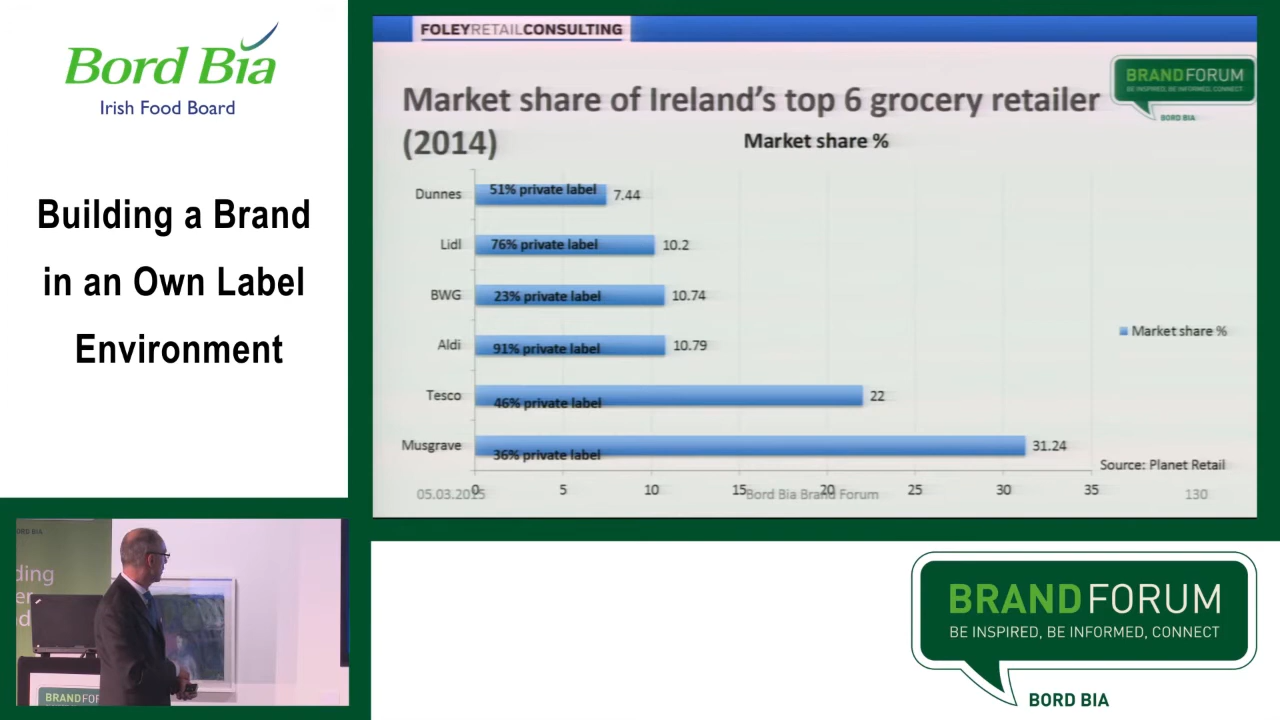 Bord Bia
Irish Food Board
Building a Brand
in an Own Label
Environment
FOLEYRETAILCONSULTING
BRANDFORUM
BE INSPIRED, BE INFORMED, CONNECT
BORD BIA
Market share of Ireland's top 6 grocery retailer
(2014)
Market share %
Dunnes 51% private label 7.44
Lidl 76% private label 10.2
BWG 23% private label 10.74
Aldi 91% private label 10.79
Tesco 46% private label 22
Musgrave 36% private label 31.24
Market share %
Source: Planet Retail
0 5 10 15 20 25 30 35
05.03.2015 Bord Bia Brand Forum 130
ORD BIA
ding
er
d
BRANDFOR
BRANDFORUM
BE INSPIRED, BE INFORMED, CONNECT
BORD BIA